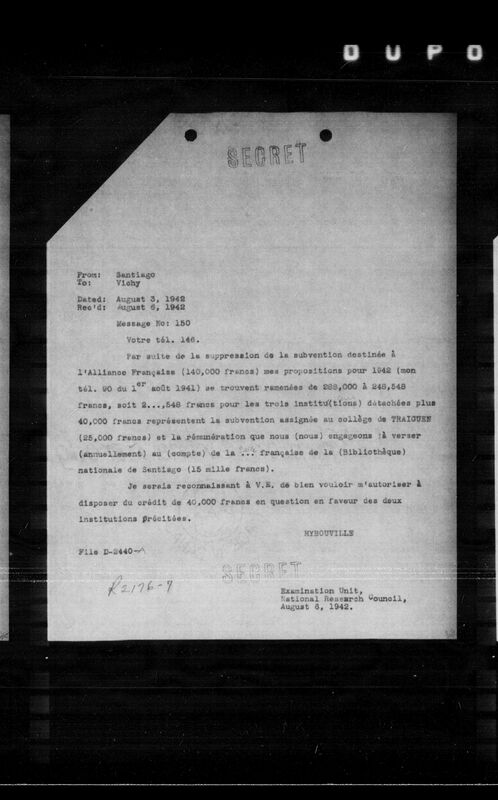 DUPO
SECRET
From: Santiago
To: Vichy
Dated: August 3, 1942
Rec'd: August 6, 1942
Message No: 150
Votre tél. 146.
Par suite de la suppression de la subvention destinée à
l'Alliance Française (140,000 francs) mes propositions pour 1942 (mon
tél. 90 du 1er août 1941) se trouvent ramenées de 288,000 à 248,548
francs, soit 2...,548 francs pour les trois institu(tions) détachées plus
40,000 francs représentent la subvention assignée au collège de TRAIGUEN
(25,000 francs) et la rémunération que nous (nous) engageons à verser
(annuellement) au (compte) de la ... française de la (Bibliothèque)
nationale de Santiago (15 mille francs).
Je serais reconnaissant à V.E. de bien vouloir m'autoriser à
disposer du crédit de 40,000 francs en question en faveur des deux
institutions précitées.
HYBOUVILLE
File D-2440-A
SECRET
R2176-7
Examination Unit,
National Research Council,
August 6, 1942.